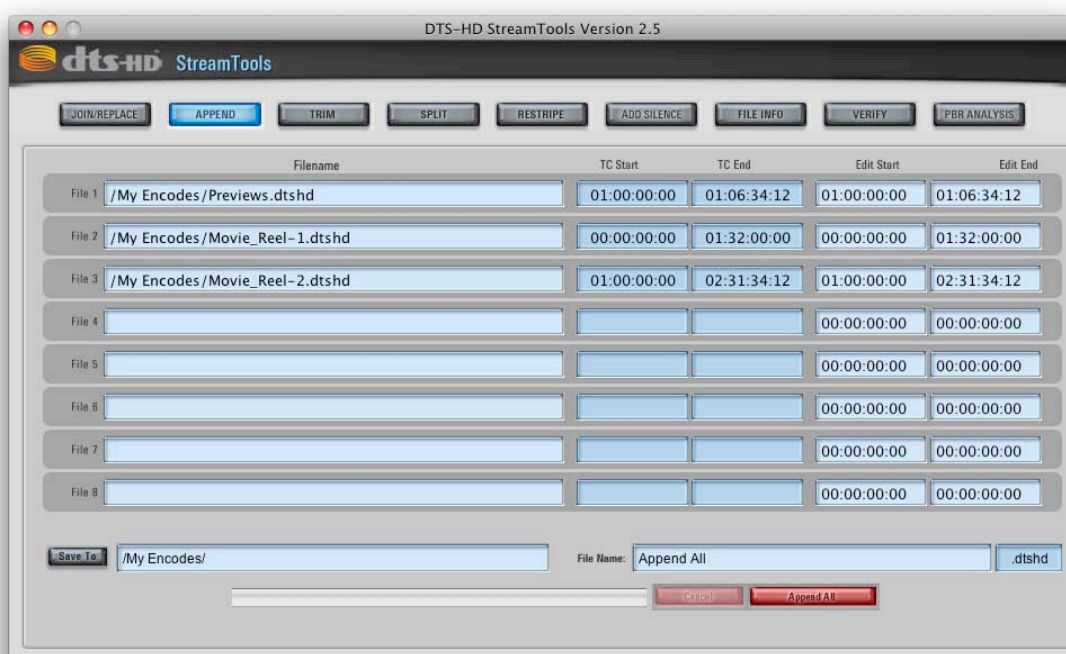 DTS-HD StreamTools Version 2.5
dts-HD StreamTools
JOIN/REPLACE APPEND TRIM SPLIT RESTRIPE ADD SILENCE FILE INFO VERIFY PBR ANALYSIS
Filename TC Start TC End Edit Start Edit End
File 1 /My Encodes/Previews.dtshd 01:00:00:00 01:06:34:12 01:00:00:00 01:06:34:12
File 2 /My Encodes/Movie_Reel-1.dtshd 00:00:00:00 01:32:00:00 00:00:00:00 01:32:00:00
File 3 /My Encodes/Movie_Reel-2.dtshd 01:00:00:00 02:31:34:12 01:00:00:00 02:31:34:12
File 4 00:00:00:00 00:00:00:00
File 5 00:00:00:00 00:00:00:00
File 6 00:00:00:00 00:00:00:00
File 7 00:00:00:00 00:00:00:00
File 8 00:00:00:00 00:00:00:00
Save To /My Encodes/ File Name: Append All .dtshd
Cancel Append All